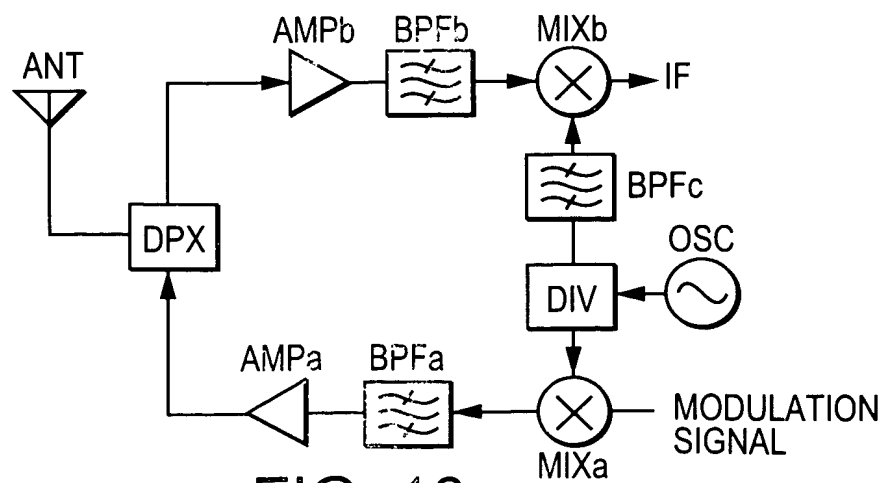 AMPb
BPFb
MIXb
ANT
IF
BPFc
OSC
DPX
DIV
AMPa
BPFa
MODULATION
SIGNAL
MIXa